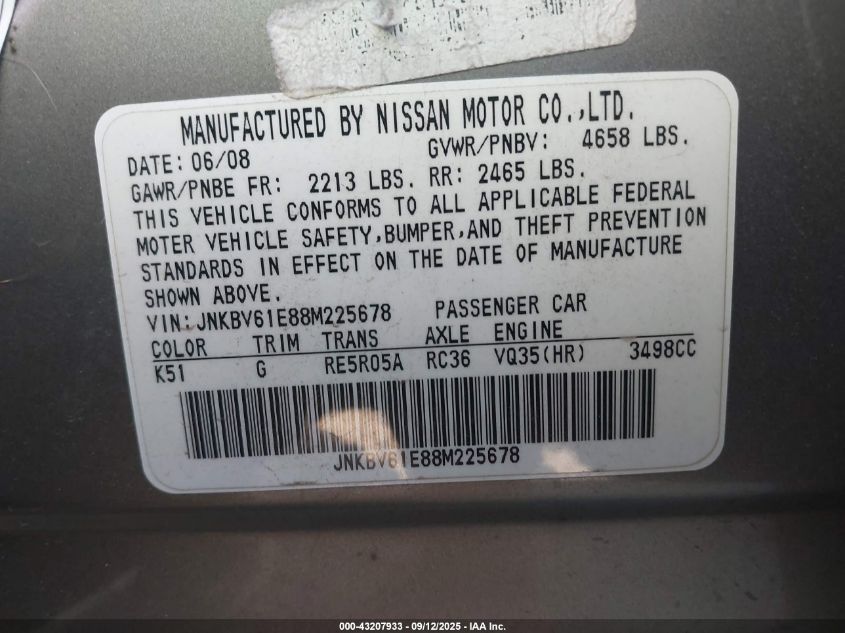 MANUFACTURED BY NISSAN MOTOR CO.,LTD.
DATE: 06/08 GVWR/PNBV: 4658 LBS.
GAWR/PNBE FR: 2213 LBS. RR: 2465 LBS.
THIS VEHICLE CONFORMS TO ALL APPLICABLE FEDERAL
MOTER VEHICLE SAFETY,BUMPER,AND THEFT PREVENTION
STANDARDS IN EFFECT ON THE DATE OF MANUFACTURE
SHOWN ABOVE.
VIN: JNKBV61E88M225678 PASSENGER CAR
COLOR TRIM TRANS AXLE ENGINE
K51 G RE5R05A RC36 VQ35(HR) 3498CC
JNKBV61E88M225678
000-43207933 - 09/12/2025 - IAA Inc.